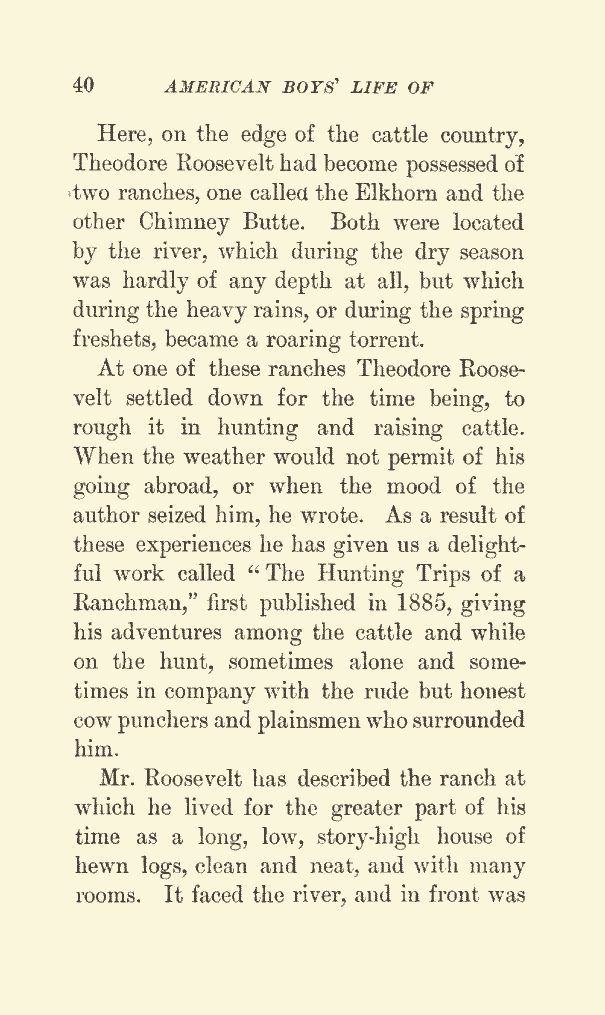 40 AMERICAN BOYS' LIFE OF
Here, on the edge of the cattle country,
Theodore Roosevelt had become possessed of
two ranches, one called the Elkhorn and the
other Chimney Butte. Both were located
by the river, which during the dry season
was hardly of any depth at all, but which
during the heavy rains, or during the spring
freshets, became a roaring torrent.
At one of these ranches Theodore Roose-
velt settled down for the time being, to
rough it in hunting and raising cattle.
When the weather would not permit of his
going abroad, or when the mood of the
author seized him, he wrote. As a result of
these experiences he has given us a delight-
ful work called “The Hunting Trips of a
Ranchman,” first published in 1885, giving
his adventures among the cattle and while
on the hunt, sometimes alone and some-
times in company with the rude but honest
cow punchers and plainsmen who surrounded
him.
Mr. Roosevelt has described the ranch at
which he lived for the greater part of his
time as a long, low, story-high house of
hewn logs, clean and neat, and with many
rooms. It faced the river, and in front was